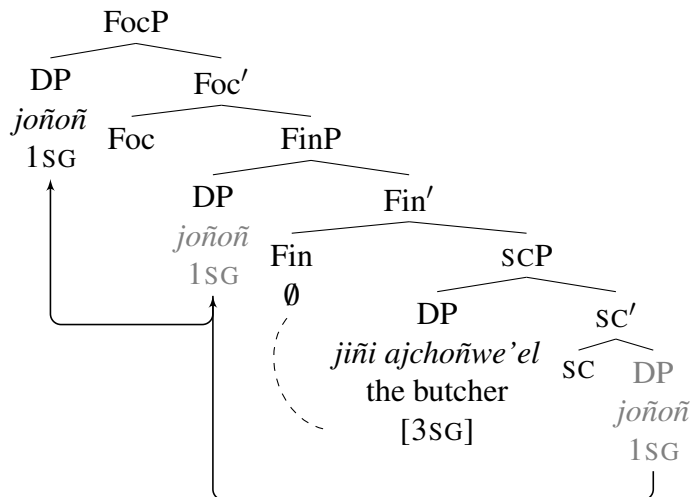 FocP
DP Foc′
joñoñ
1SG
Foc FinP
DP Fin′
joñoñ
1SG
Fin SCP
∅
DP SC′
jiñi ajchoñwe’el
the butcher
[3SG]
SC DP
joñoñ
1SG